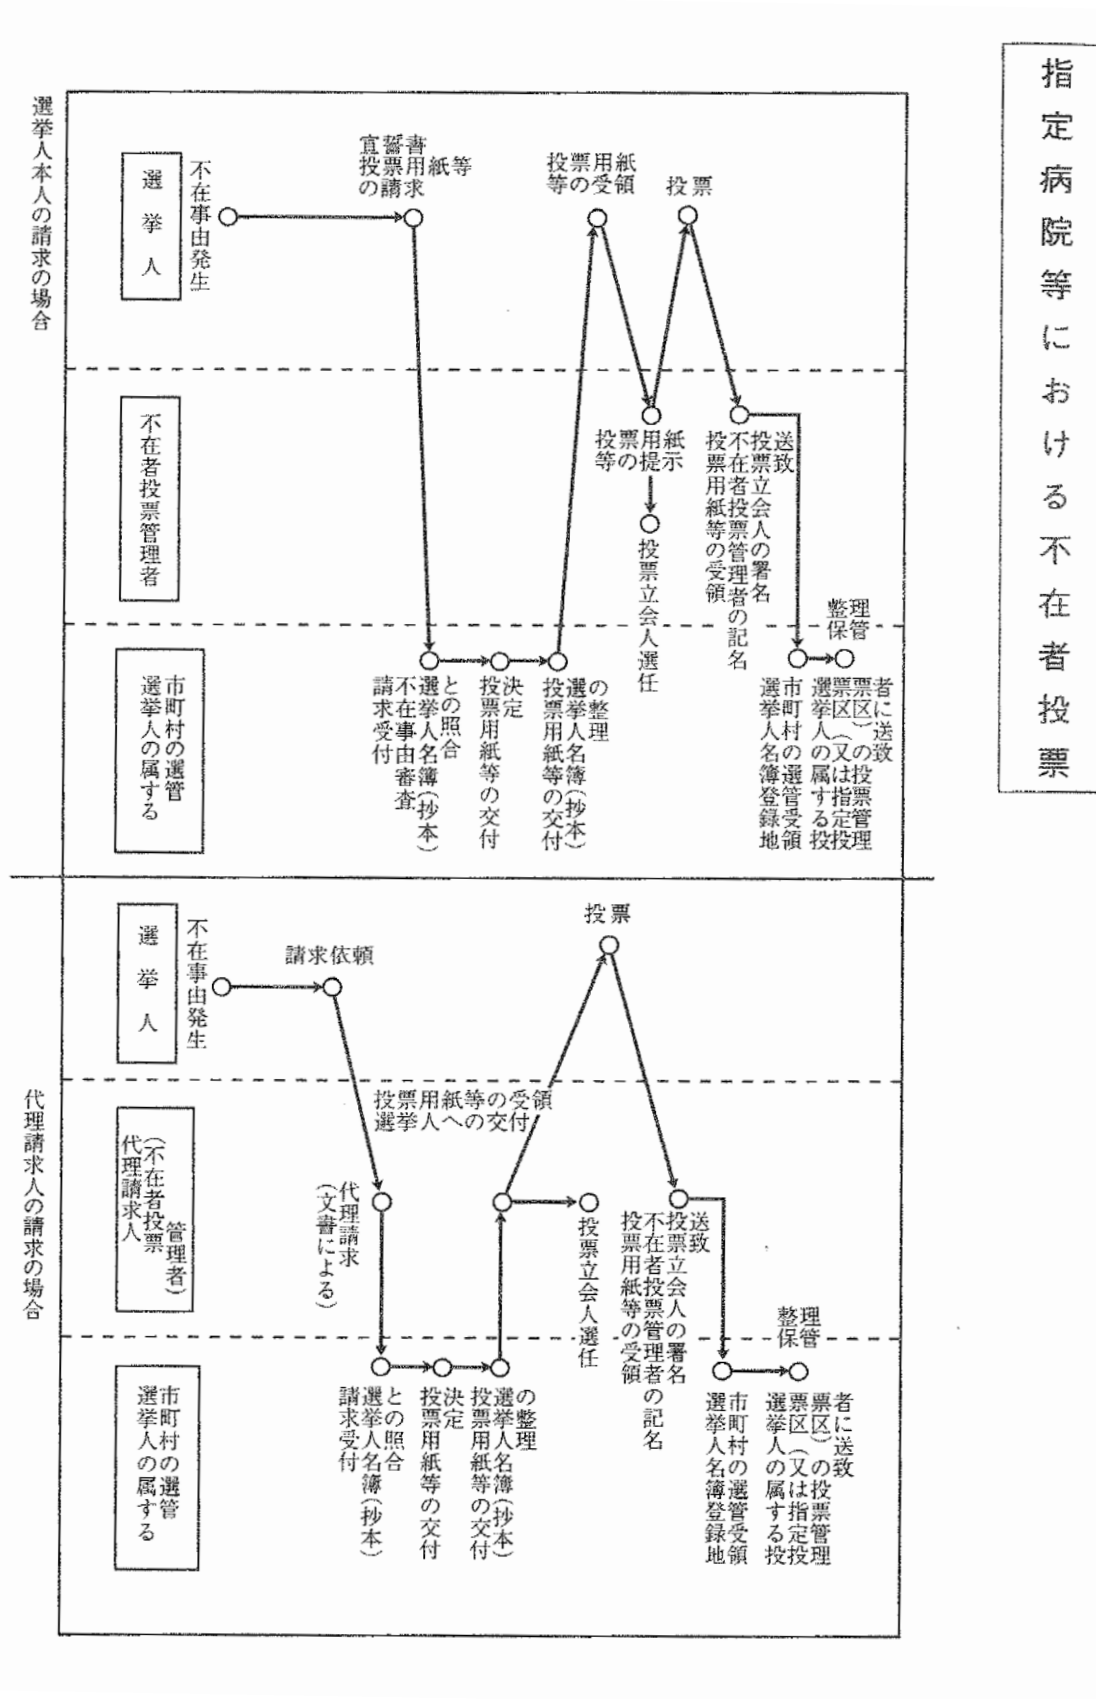 指定病院等における不在者投票
選挙人本人の請求の場合
選挙人
不在事由発生
宣誓書
投票用紙等
の請求
投票用紙
等の受領
投票
不在者投票管理者
投票用紙
等の提示
投票立会人選任
投票用紙等の受領
不在者投票管理者の記名
投票立会人の署名
送致
選挙人の属する
市町村の選管
請求受付
不在事由審査
選挙人名簿(抄本)
との照合
投票用紙等の交付
決定
投票用紙等の交付
選挙人名簿(抄本)
の整理
選挙人名簿登録地
市町村の選管受領
整理
保管
選挙人の属する投
票区(又は指定投
票区)の投票管理
者に送致
代理請求人の請求の場合
選挙人
不在事由発生
請求依頼
投票
代理請求人
(不在者投票
管理者)
(文書による)
代理請求
投票用紙等の受領
選挙人への交付
投票立会人選任
投票用紙等の受領
不在者投票管理者の記名
投票立会人の署名
送致
選挙人の属する
市町村の選管
請求受付
選挙人名簿(抄本)
との照合
投票用紙等の交付
決定
投票用紙等の交付
選挙人名簿(抄本)
の整理
選挙人名簿登録地
市町村の選管受領
整理
保管
選挙人の属する投
票区(又は指定投
票区)の投票管理
者に送致